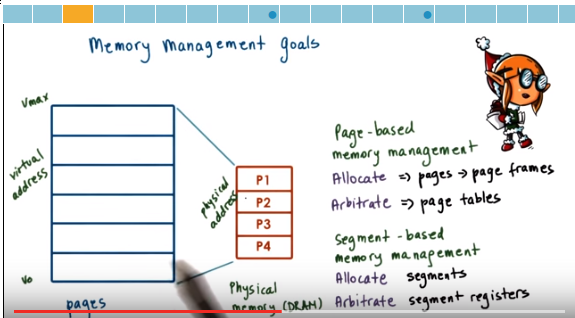 Memory management goals
Vmax
virtual
address
Vo
pages
physical
address
P1
P2
P3
P4
Physical
memory (DRAM)
Page-based
memory management
Allocate => pages → page frames
Arbitrate => page tables
Segment-based
memory management
Allocate segments
Arbitrate segment registers